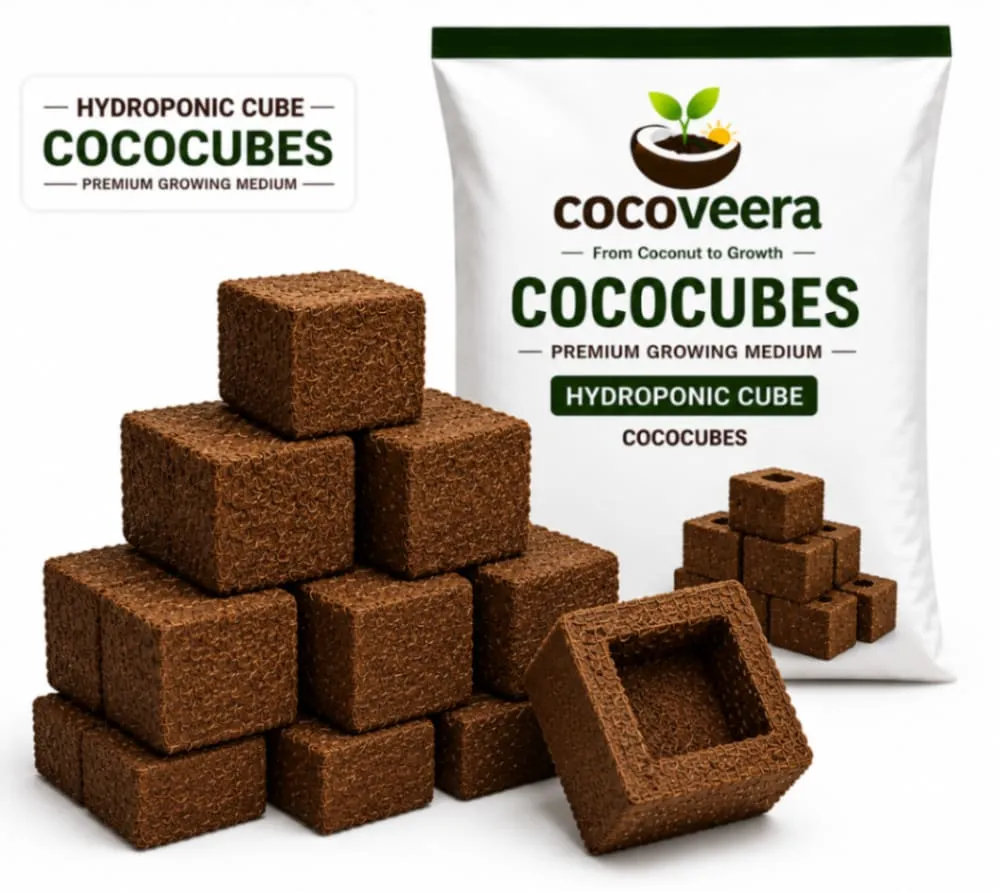 HYDROPONIC CUBE
COCOCUBES
PREMIUM GROWING MEDIUM
cocoveera
From Coconut to Growth
COCOCUBES
PREMIUM GROWING MEDIUM
HYDROPONIC CUBE
COCOCUBES